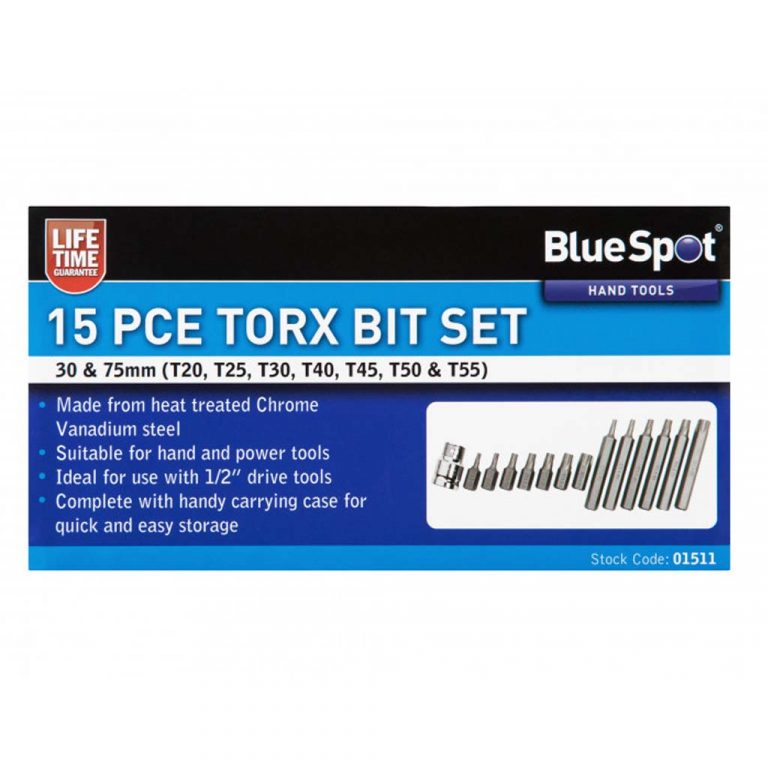 LIFE
TIME
GUARANTEE
BlueSpot®
HAND TOOLS
15 PCE TORX BIT SET
30 & 75mm (T20, T25, T30, T40, T45, T50 & T55)
• Made from heat treated Chrome
Vanadium steel
• Suitable for hand and power tools
• Ideal for use with 1/2" drive tools
• Complete with handy carrying case for
quick and easy storage
Stock Code: 01511